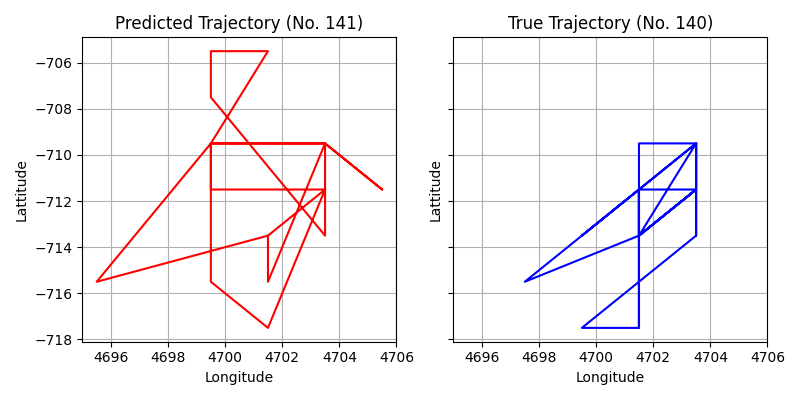 Predicted Trajectory (No. 141)
True Trajectory (No. 140)
−706
−708
−710
−712
−714
−716
−718
Lattitude
Lattitude
4696 4698 4700 4702 4704 4706
4696 4698 4700 4702 4704 4706
Longitude
Longitude